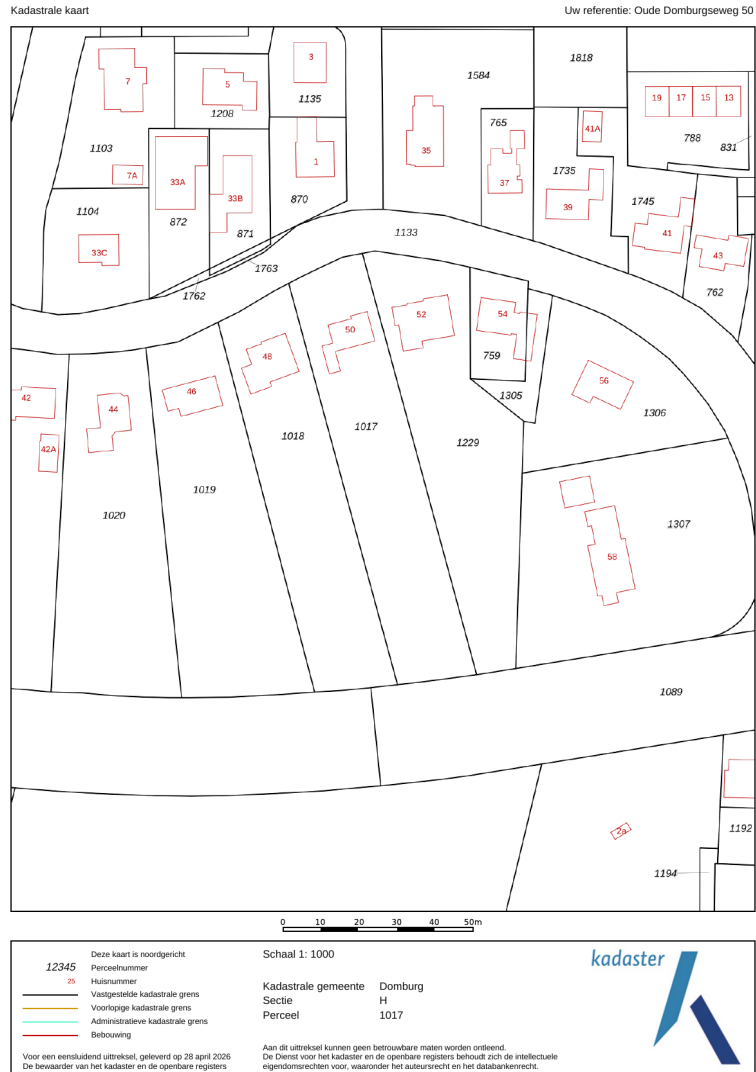 Kadastrale kaart
Uw referentie: Oude Domburgseweg 50
3
1818
7
5
1584
1135
1208
19 17 15 13
765
41A
788
831
1103
35
1
7A
33A
1735
37
33B
870
1104
39
1745
872
871
1133
41
33C
43
1763
1762
762
52
54
50
48
759
56
46
42
1305
44
1306
1017
1018
1229
42A
1019
1020
1307
58
1089
2a
1192
1194
0 10 20 30 40 50m
Deze kaart is noordgericht
12345 Perceelnummer
25 Huisnummer
Vastgestelde kadastrale grens
Voorlopige kadastrale grens
Administratieve kadastrale grens
Bebouwing
Voor een eensluidend uittreksel, geleverd op 28 april 2026
De bewaarder van het kadaster en de openbare registers
Schaal 1: 1000
Kadastrale gemeente Domburg
Sectie H
Perceel 1017
Aan dit uittreksel kunnen geen betrouwbare maten worden ontleend.
De Dienst voor het kadaster en de openbare registers behoudt zich de intellectuele
eigendomsrechten voor, waaronder het auteursrecht en het databankenrecht.
kadaster